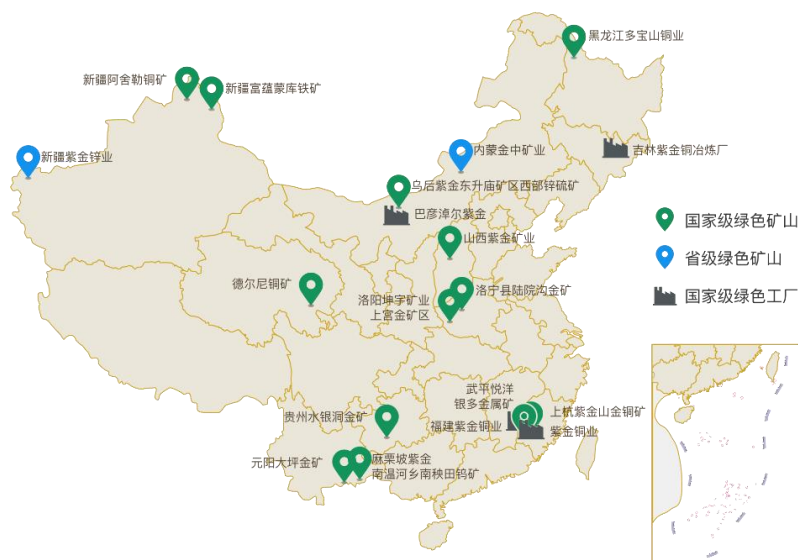 黑龙江多宝山铜业
新疆阿舍勒铜矿
新疆富蕴蒙库铁矿
新疆紫金锌业
内蒙金中矿业
吉林紫金铜冶炼厂
乌后紫金东升庙矿区西部锌硫矿
巴彦淖尔紫金
国家级绿色矿山
山西紫金矿业
省级绿色矿山
德尔尼铜矿
洛宁县陆院沟金矿
国家级绿色工厂
洛阳坤宇矿业
上宫金矿区
武平悦洋
银多金属矿
上杭紫金山金铜矿
贵州水银洞金矿
福建紫金铜业
紫金铜业
元阳大坪金矿
麻栗坡紫金
南温河乡南秧田钨矿